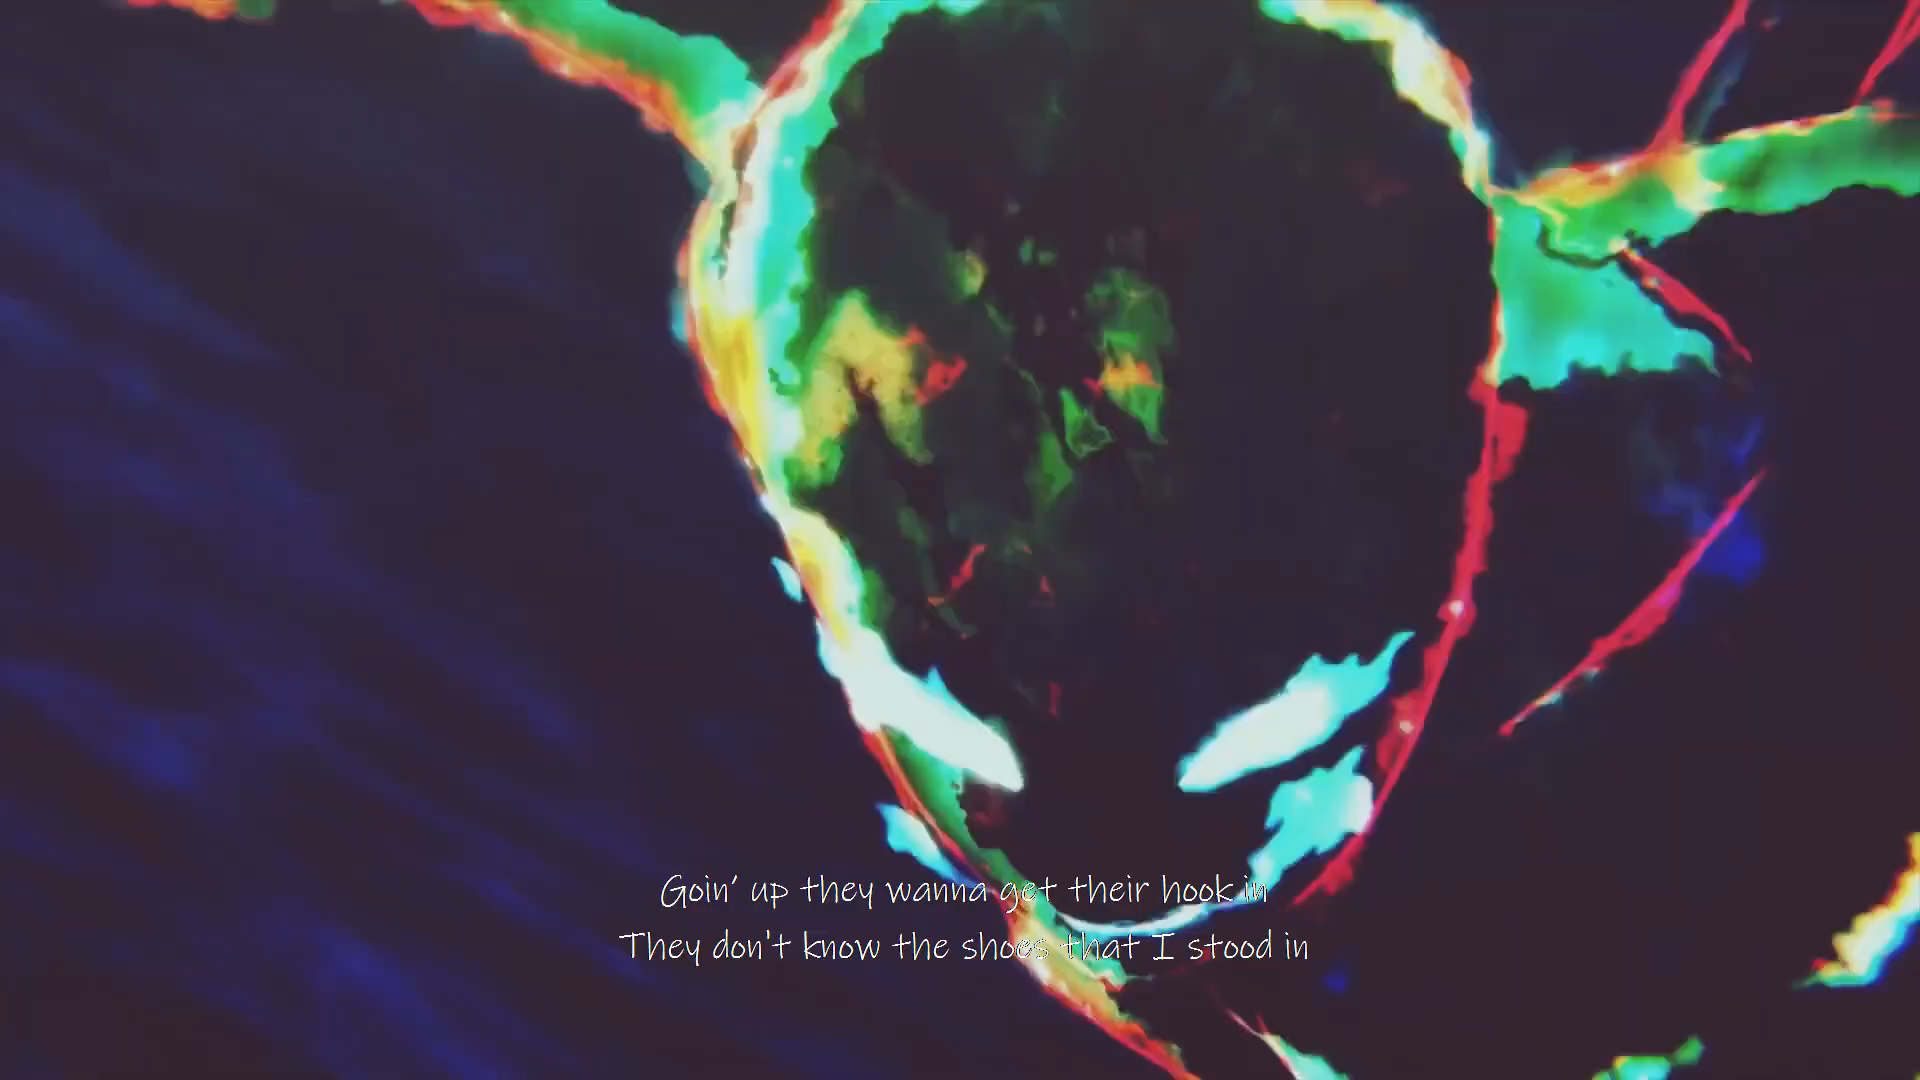 Goin' up they wanna get their hook in
They don't know the shoes that I stood in